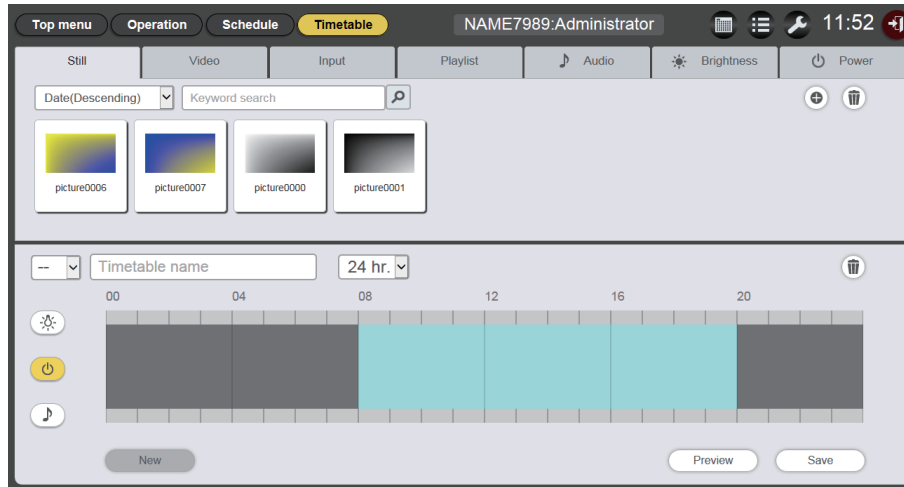 Top menu Operation Schedule Timetable NAME7989:Administrator 11:52
Still Video Input Playlist Audio Brightness Power
Date(Descending) Keyword search
picture0006 picture0007 picture0000 picture0001
-- Timetable name 24 hr.
00 04 08 12 16 20
New Preview Save